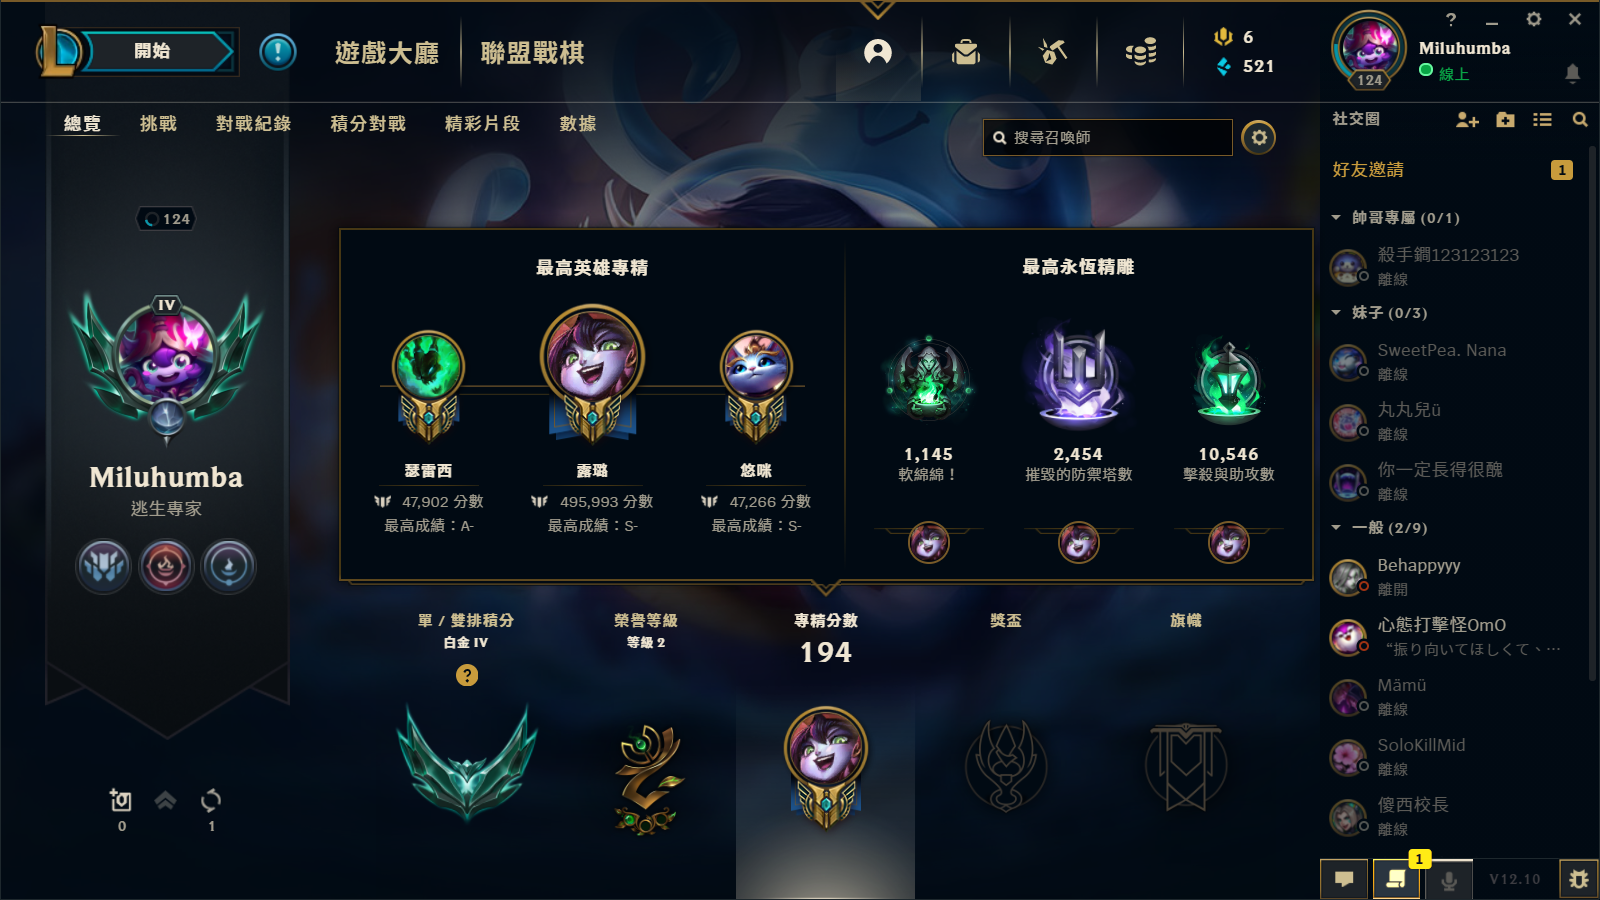 開始
遊戲大廳
聯盟戰棋
6
521
Miluhumba
線上
124
總覽
挑戰
對戰紀錄
積分對戰
精彩片段
數據
搜尋召喚師
124
IV
Miluhumba
逃生專家
0
1
最高英雄專精
瑟雷西
47,902 分數
最高成績：A-
露璐
495,993 分數
最高成績：S-
悠咪
47,266 分數
最高成績：S-
最高永恆精雕
1,145
軟綿綿！
2,454
摧毀的防禦塔數
10,546
擊殺與助攻數
單 / 雙排積分
白金 IV
?
榮譽等級
等級 2
專精分數
194
獎盃
旗幟
社交圈
好友邀請
1
帥哥專屬 (0/1)
殺手鐧123123123
離線
妹子 (0/3)
SweetPea. Nana
離線
丸丸兒ü
離線
你一定長得很醜
離線
一般 (2/9)
Behappyyy
離開
心態打擊怪OmO
“振り向いてほしくて、…
Mämü
離線
SoloKillMid
離線
傻西校長
離線
1
V12.10